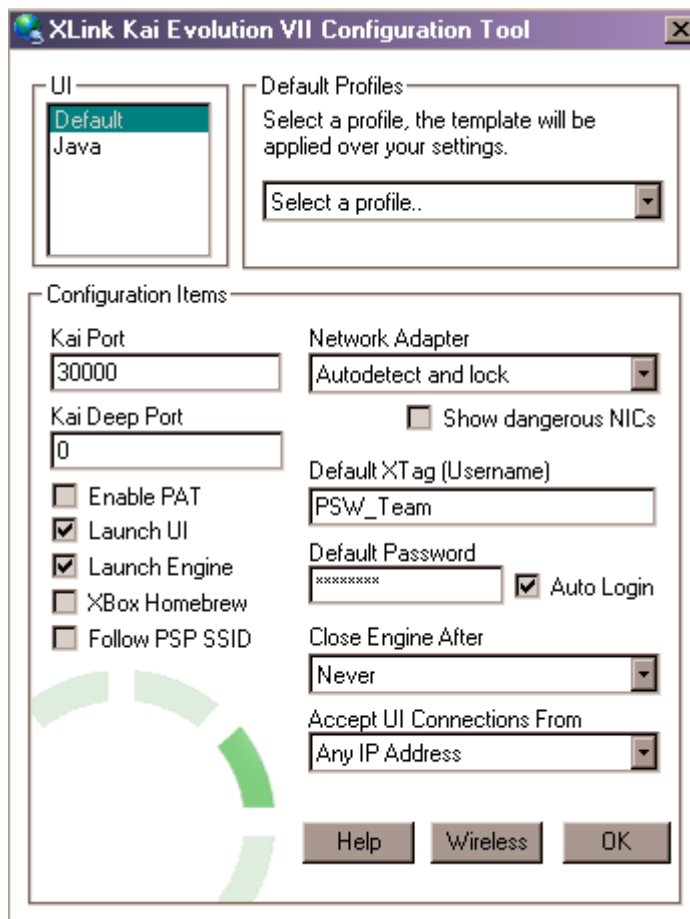 XLink Kai Evolution VII Configuration Tool
UI
Default
Java
Default Profiles
Select a profile, the template will be
applied over your settings.
Select a profile..
Configuration Items
Kai Port
30000
Kai Deep Port
0
Enable PAT
Launch UI
Launch Engine
XBox Homebrew
Follow PSP SSID
Network Adapter
Autodetect and lock
Show dangerous NICs
Default XTag (Username)
PSW_Team
Default Password
********
Auto Login
Close Engine After
Never
Accept UI Connections From
Any IP Address
Help
Wireless
OK